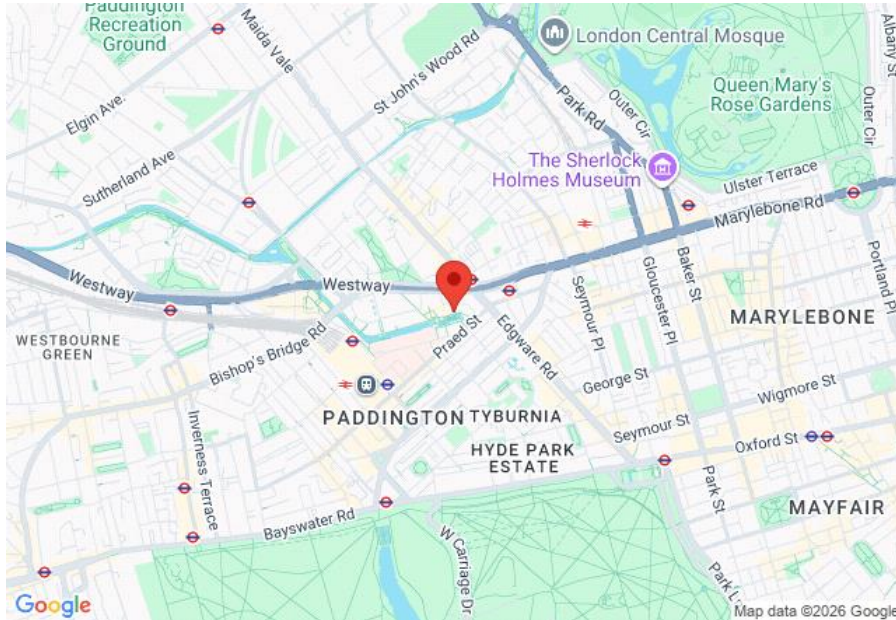 Paddington
Recreation
Ground
Maida Vale
St John's Wood Rd
London Central Mosque
Albany St
Queen Mary's
Rose Gardens
Outer Cir
Park Rd
Outer Cir
Elgin Ave.
The Sherlock
Holmes Museum
Ulster Terrace
Sutherland Ave
Marylebone Rd
Portland Pl
Westway
Westway
Gloucester Pl
Baker St
Seymour Pl
MARYLEBONE
WESTBOURNE
GREEN
Bishop's Bridge Rd
Praed St
Edgware Rd
George St
Wigmore St
PADDINGTON
TYBURNIA
Seymour St
Oxford St
Inverness Terrace
HYDE PARK
ESTATE
Park St
MAYFAIR
Bayswater Rd
W Carriage Dr
Park L
Google
Map data ©2026 Google